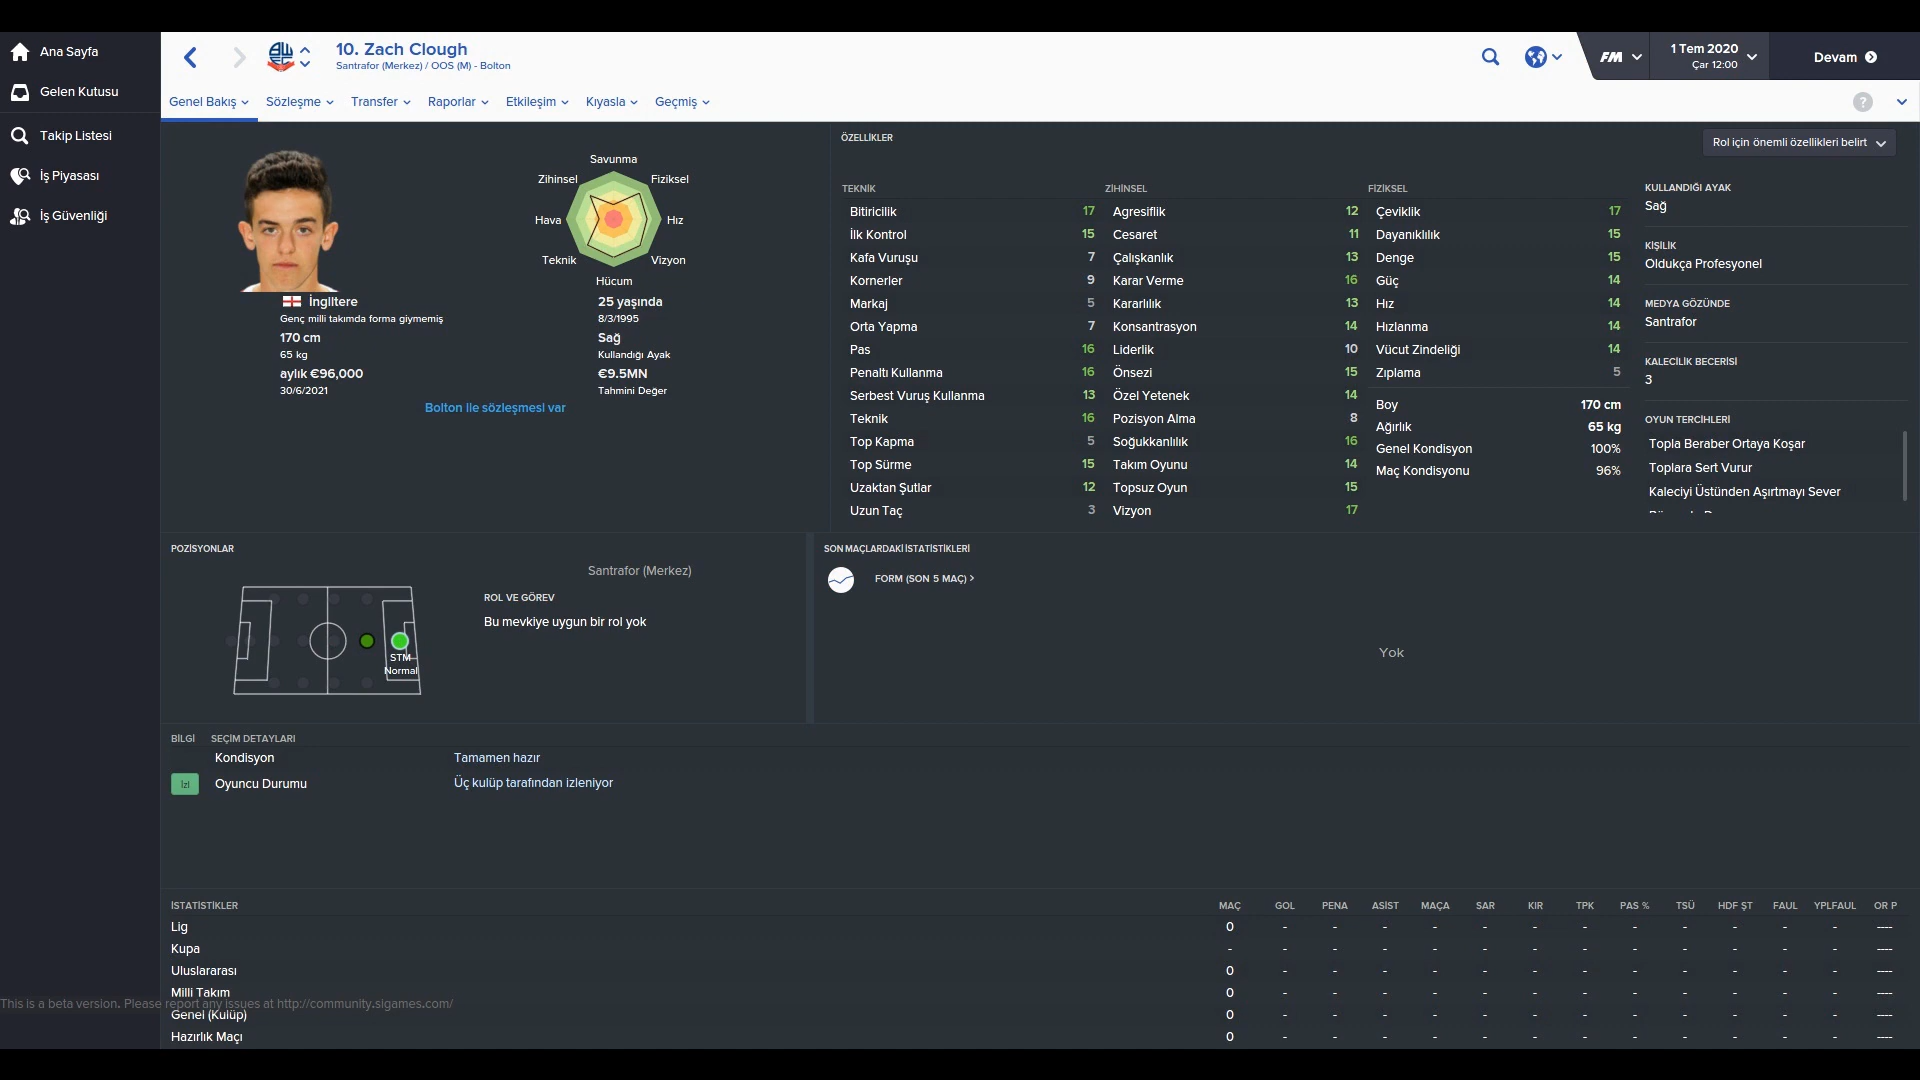 Ana Sayfa
Gelen Kutusu
Takip Listesi
İş Piyasası
İş Güvenliği
10. Zach Clough
Santrafor (Merkez) / OOS (M) - Bolton
FM
1 Tem 2020
Çar 12:00
Devam
Genel Bakış Sözleşme Transfer Raporlar Etkileşim Kıyasla Geçmiş
?
Savunma
Zihinsel Fiziksel
Hava Hız
Teknik Vizyon
Hücum
İngiltere
Genç milli takımda forma giymemiş
170 cm
65 kg
aylık €96,000
30/6/2021
25 yaşında
8/3/1995
Sağ
Kullandığı Ayak
€9.5MN
Tahmini Değer
Bolton ile sözleşmesi var
ÖZELLİKLER
Rol için önemli özellikleri belirt
TEKNİK
Bitiricilik 17
İlk Kontrol 15
Kafa Vuruşu 7
Kornerler 9
Markaj 5
Orta Yapma 7
Pas 16
Penaltı Kullanma 16
Serbest Vuruş Kullanma 13
Teknik 16
Top Kapma 5
Top Sürme 15
Uzaktan Şutlar 12
Uzun Taç 3
ZİHİNSEL
Agresiflik 12
Cesaret 11
Çalışkanlık 13
Karar Verme 16
Kararlılık 13
Konsantrasyon 14
Liderlik 10
Önsezi 15
Özel Yetenek 14
Pozisyon Alma 8
Soğukkanlılık 16
Takım Oyunu 14
Topsuz Oyun 15
Vizyon 17
FİZİKSEL
Çeviklik 17
Dayanıklılık 15
Denge 15
Güç 14
Hız 14
Hızlanma 14
Vücut Zindeliği 14
Zıplama 5
Boy 170 cm
Ağırlık 65 kg
Genel Kondisyon 100%
Maç Kondisyonu 96%
KULLANDIĞI AYAK
Sağ
KİŞİLİK
Oldukça Profesyonel
MEDYA GÖZÜNDE
Santrafor
KALECİLİK BECERİSİ
3
OYUN TERCİHLERİ
Topla Beraber Ortaya Koşar
Toplara Sert Vurur
Kaleciyi Üstünden Aşırtmayı Sever
POZİSYONLAR
Santrafor (Merkez)
ROL VE GÖREV
Bu mevkiye uygun bir rol yok
STM
Normal
SON MAÇLARDAKİ İSTATİSTİKLERİ
FORM (SON 5 MAÇ) >
Yok
BİLGİ SEÇİM DETAYLARI
Kondisyon Tamamen hazır
İzl Oyuncu Durumu Üç kulüp tarafından izleniyor
İSTATİSTİKLER MAÇ GOL PENA ASİST MAÇA SAR KIR TPK PAS % TSÜ HDF ŞT FAUL YPLFAUL OR P
Lig 0 - - - - - - - - - - - - ----
Kupa - - - - - - - - - - - - - ----
Uluslararası 0 - - - - - - - - - - - - ----
Milli Takım 0 - - - - - - - - - - - - ----
This is a beta version. Please report any issues at http://community.sigames.com/
Genel (Kulüp) 0 - - - - - - - - - - - - ----
Hazırlık Maçı 0 - - - - - - - - - - - - ----